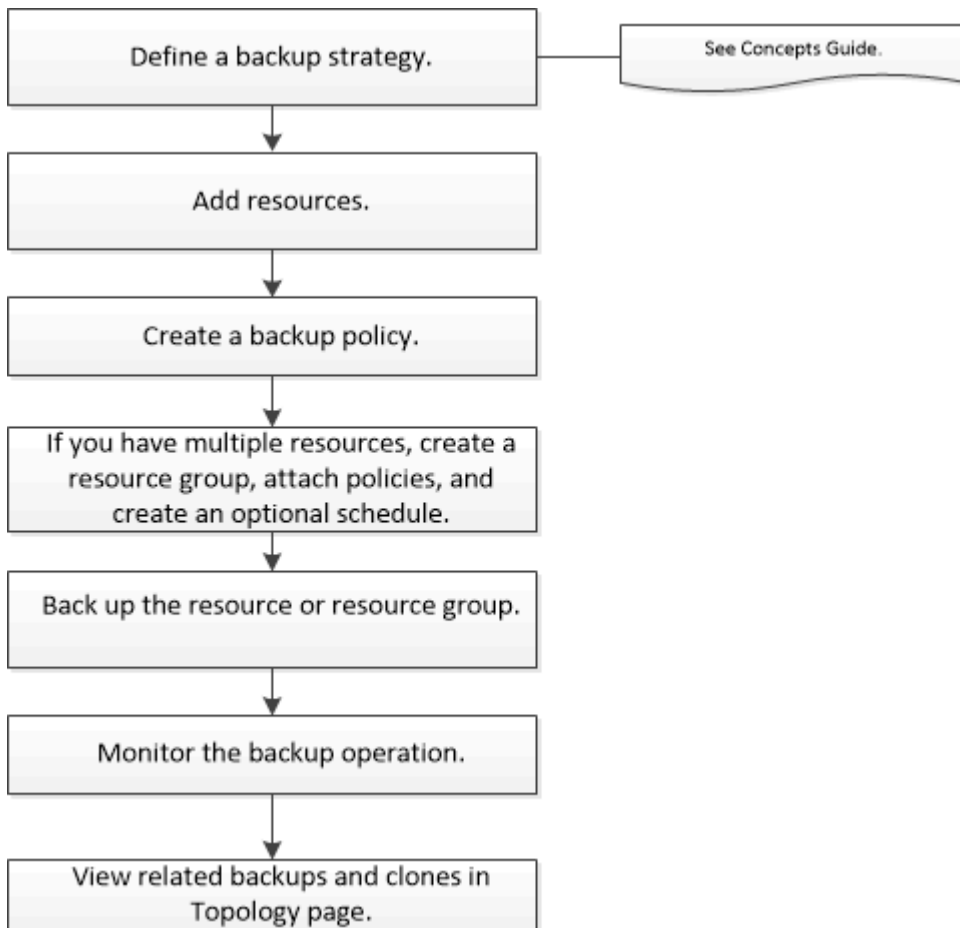 Define a backup strategy.
See Concepts Guide.
Add resources.
Create a backup policy.
If you have multiple resources, create a
resource group, attach policies, and
create an optional schedule.
Back up the resource or resource group.
Monitor the backup operation.
View related backups and clones in
Topology page.